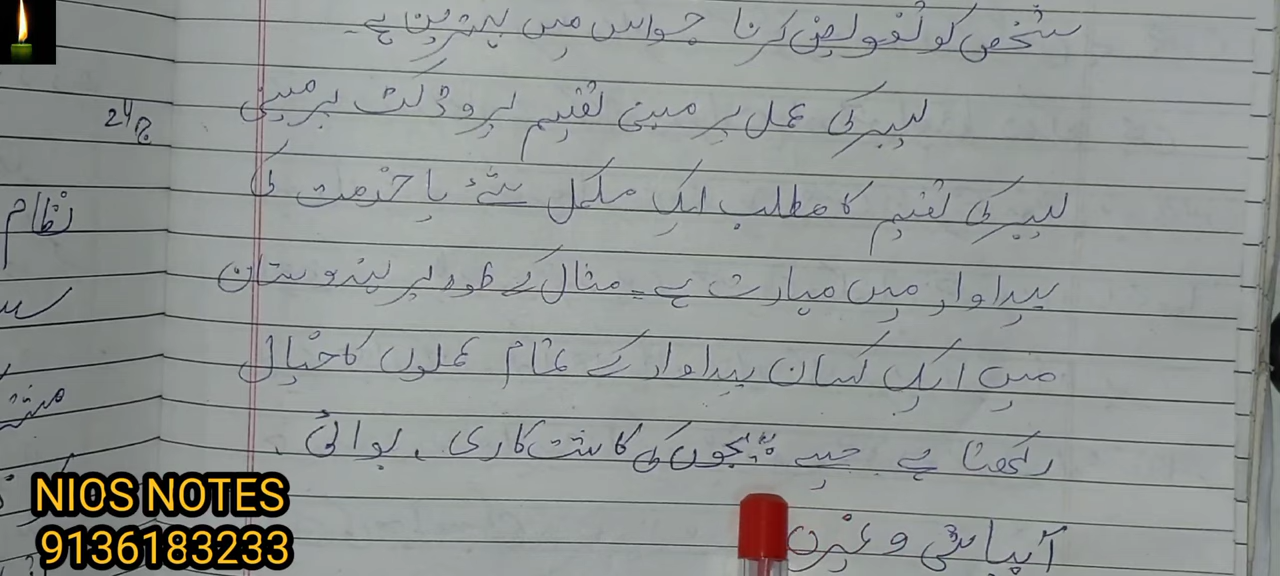 شخص کو تفویض کرنا جو اس میں بہترین ہے۔
لیبر کی عمل پر مبنی تقسیم پروڈکٹ پر مبنی
لیبر کی تقسیم کا مطلب ایک مکمل شئے یا خدمت کی
پیداوار میں مہارت ہے۔ مثال کے طور پر ہندوستان
میں ایک کسان پیداوار کے تمام عملوں کا خیال
رکھتا ہے جیسے بیجوں کی کاشت کاری، بوائی،
آبپاشی وغیرہ
نظام
NIOS NOTES
9136183233